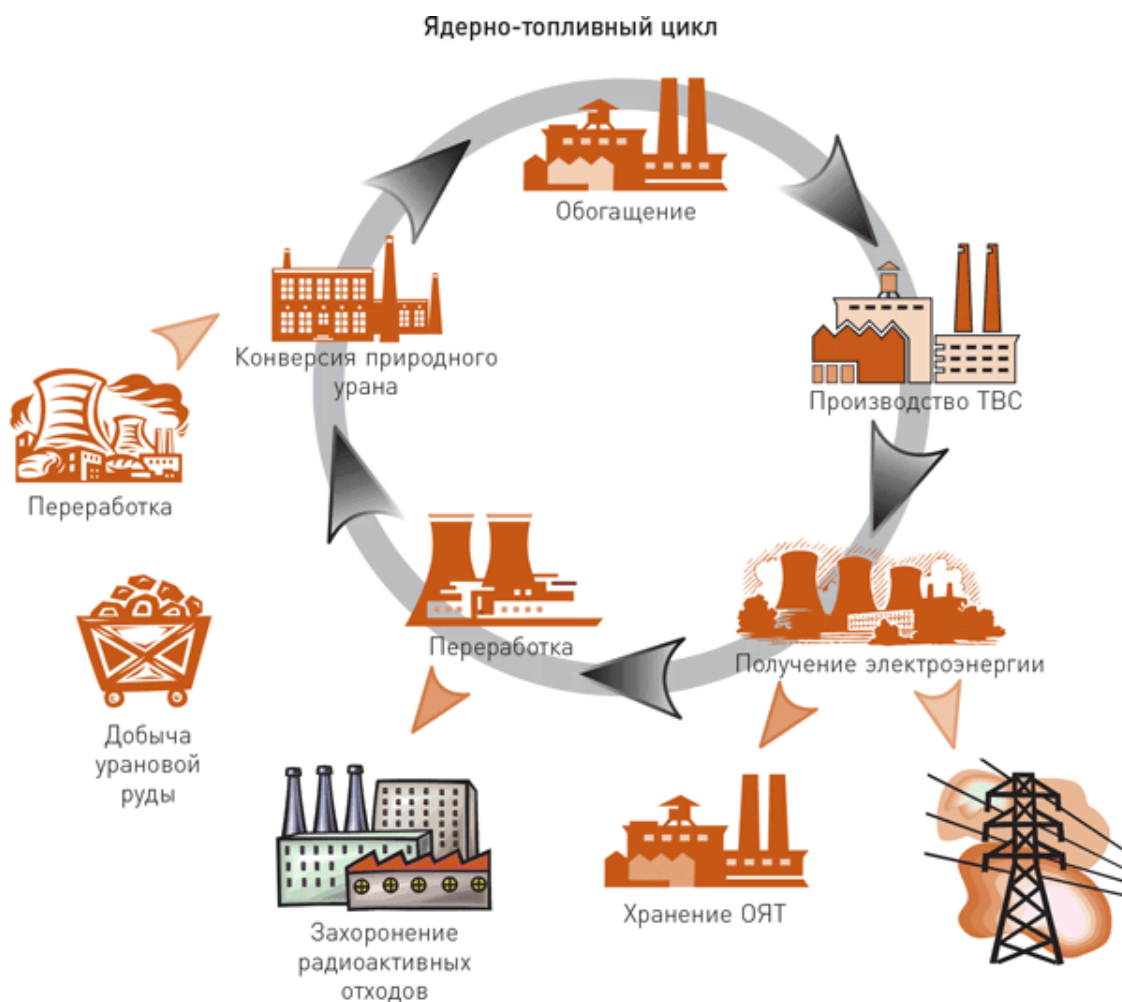 Ядерно-топливный цикл
Обогащение
Конверсия природного
урана
Производство ТВС
Переработка
Переработка
Получение электроэнергии
Добыча
урановой
руды
Хранение ОЯТ
Захоронение
радиоактивных
отходов